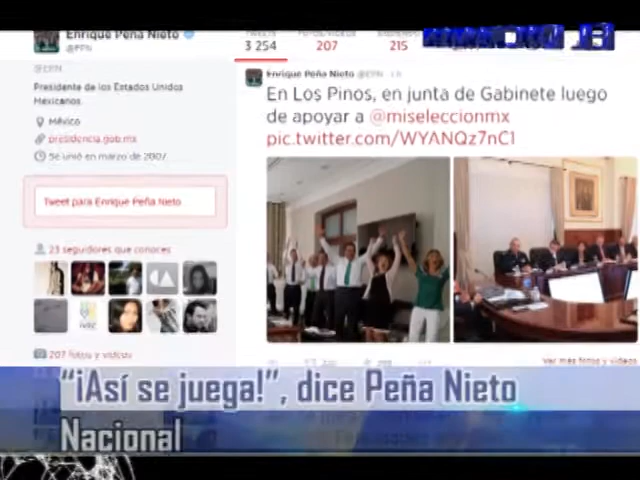 Enrique Peña Nieto
@EPN
TWEETS
3 254
207
215
@EPN
Presidente de los Estados Unidos
Mexicanos.
México
presidencia.gob.mx
Se unió en marzo de 2007
Tweet para Enrique Peña Nieto
23 seguidores que conoces
207 fotos y videos
Enrique Peña Nieto @EPN
En Los Pinos, en junta de Gabinete luego
de apoyar a @miseleccionmx
pic.twitter.com/WYANQz7nC1
Ver más fotos y videos
“¡Así se juega!”, dice Peña Nieto
Nacional